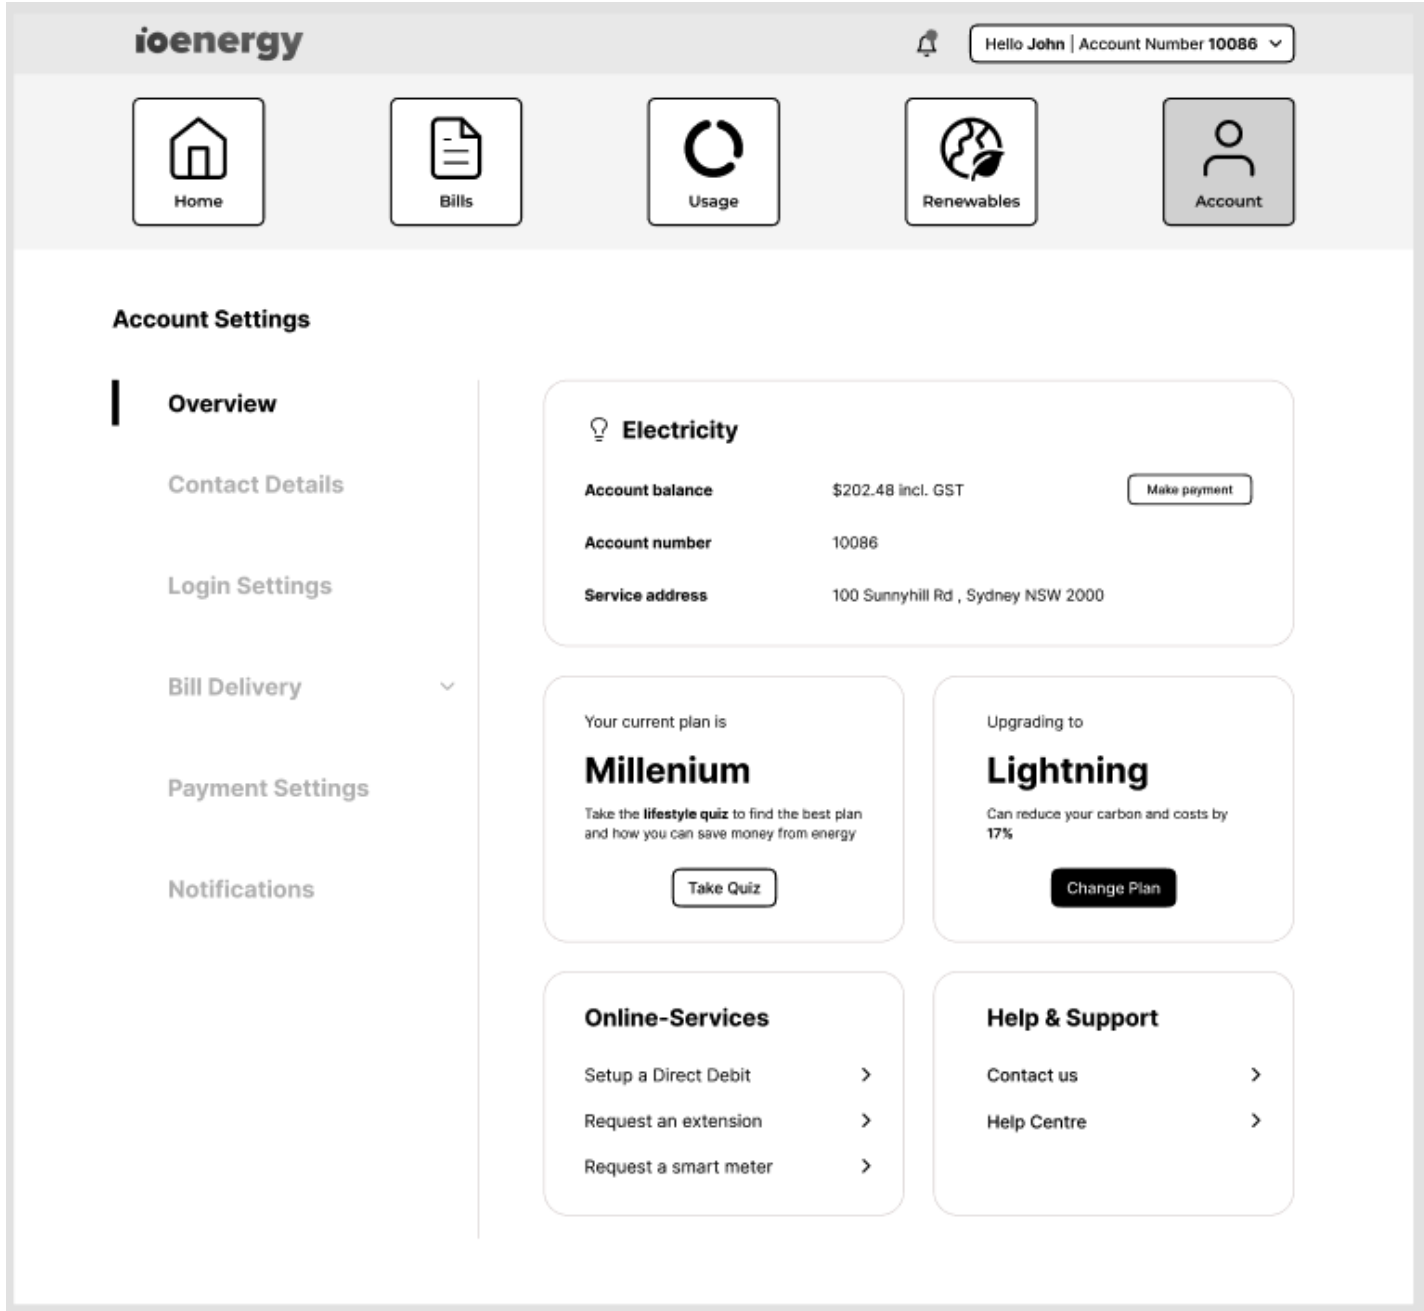 ioenergy
Hello John | Account Number 10086
Home
Bills
Usage
Renewables
Account
Account Settings
Overview
Contact Details
Login Settings
Bill Delivery
Payment Settings
Notifications
Electricity
Account balance $202.48 incl. GST Make payment
Account number 10086
Service address 100 Sunnyhill Rd , Sydney NSW 2000
Your current plan is
Millenium
Take the lifestyle quiz to find the best plan
and how you can save money from energy
Take Quiz
Upgrading to
Lightning
Can reduce your carbon and costs by
17%
Change Plan
Online-Services
Setup a Direct Debit
Request an extension
Request a smart meter
Help & Support
Contact us
Help Centre